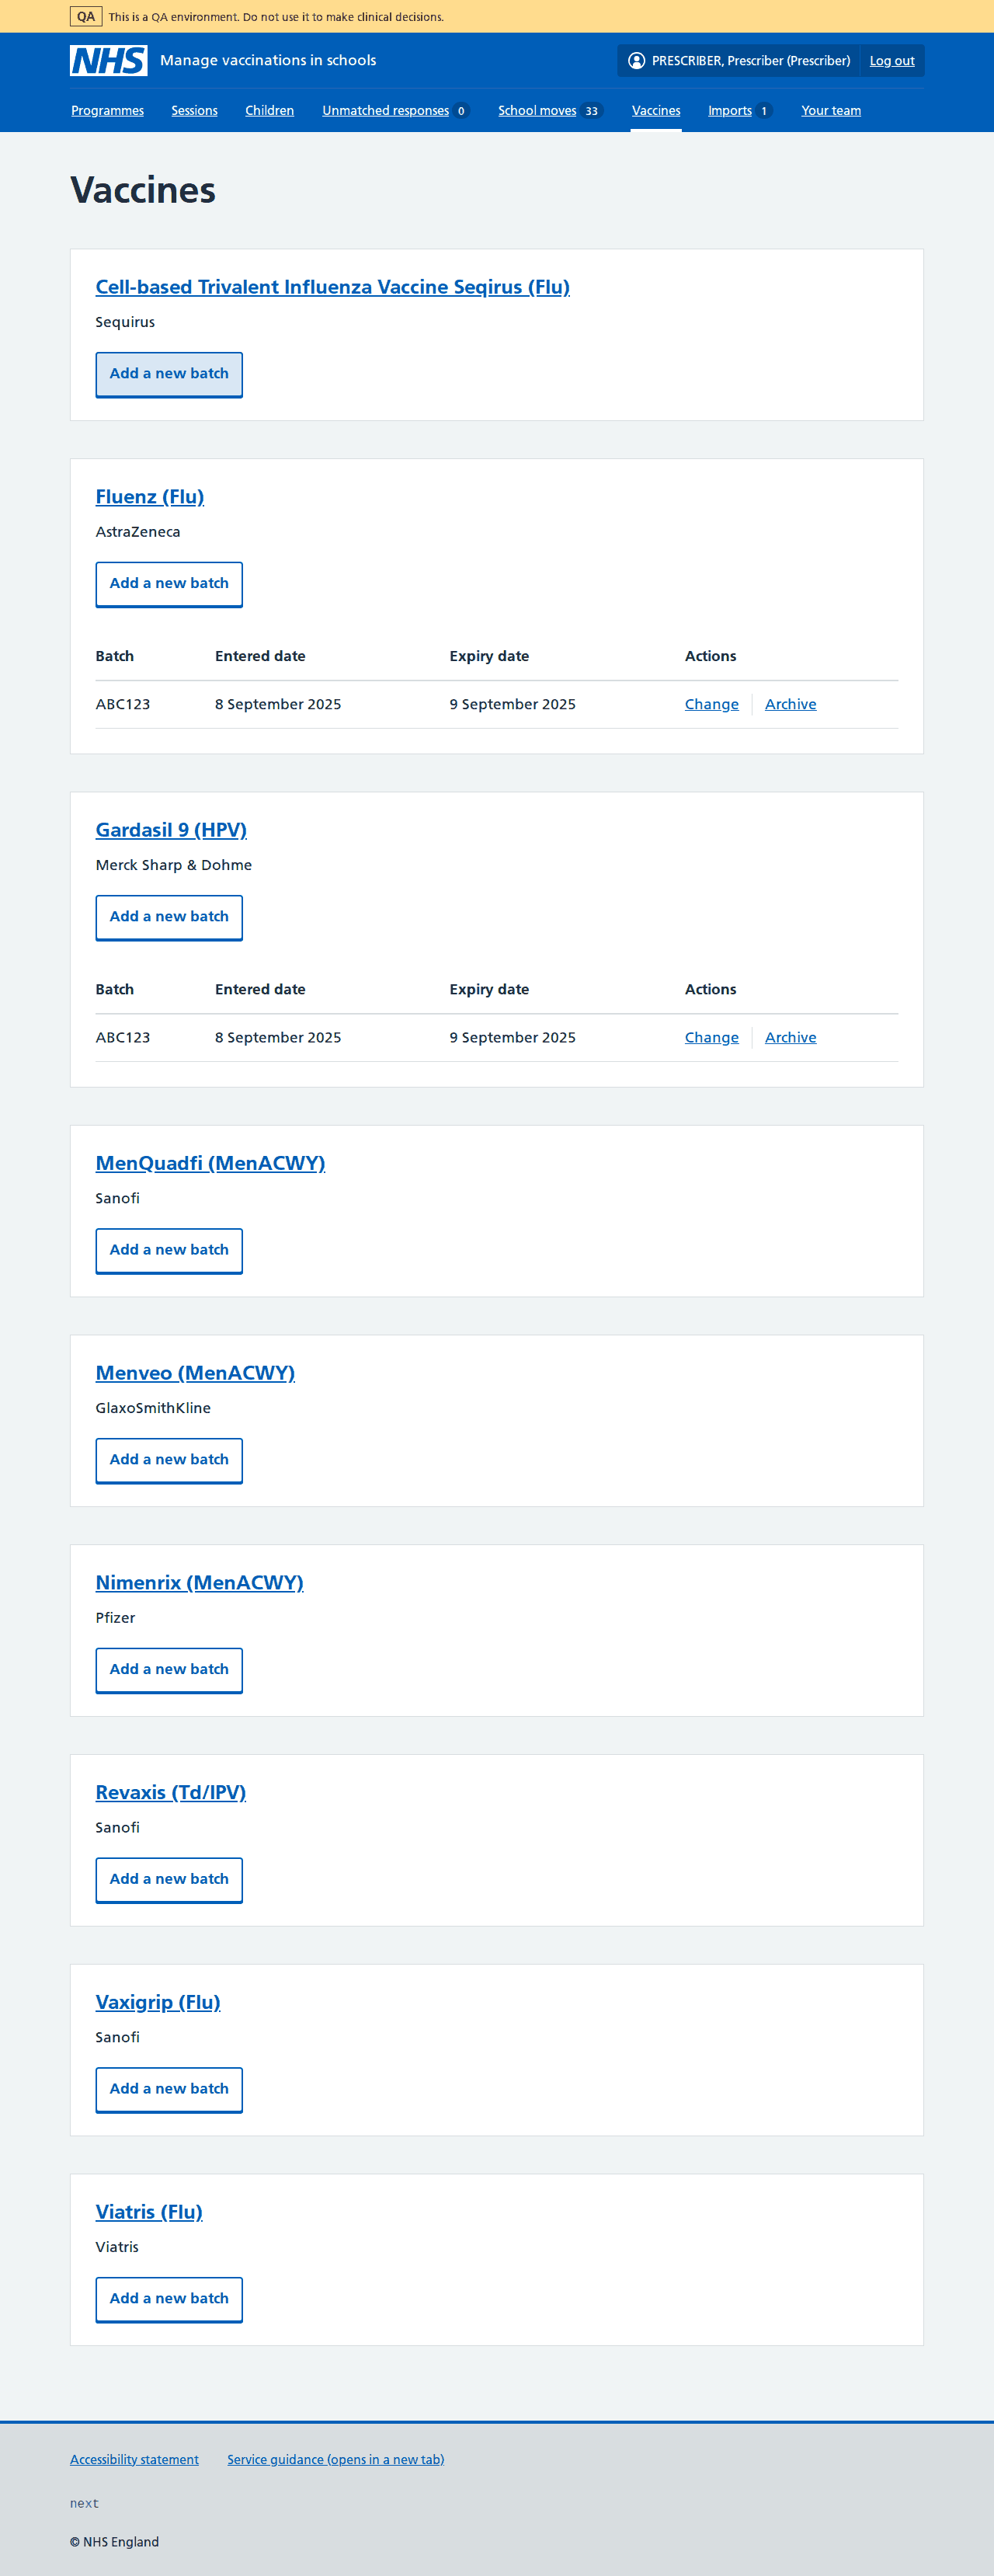 QA This is a QA environment. Do not use it to make clinical decisions.
NHS Manage vaccinations in schools PRESCRIBER, Prescriber (Prescriber) Log out
Programmes Sessions Children Unmatched responses 0 School moves 33 Vaccines Imports 1 Your team
Vaccines
Cell-based Trivalent Influenza Vaccine Seqirus (Flu)
Sequirus
Add a new batch
Fluenz (Flu)
AstraZeneca
Add a new batch
Batch Entered date Expiry date Actions
ABC123 8 September 2025 9 September 2025 Change Archive
Gardasil 9 (HPV)
Merck Sharp & Dohme
Add a new batch
Batch Entered date Expiry date Actions
ABC123 8 September 2025 9 September 2025 Change Archive
MenQuadfi (MenACWY)
Sanofi
Add a new batch
Menveo (MenACWY)
GlaxoSmithKline
Add a new batch
Nimenrix (MenACWY)
Pfizer
Add a new batch
Revaxis (Td/IPV)
Sanofi
Add a new batch
Vaxigrip (Flu)
Sanofi
Add a new batch
Viatris (Flu)
Viatris
Add a new batch
Accessibility statement Service guidance (opens in a new tab)
next
© NHS England